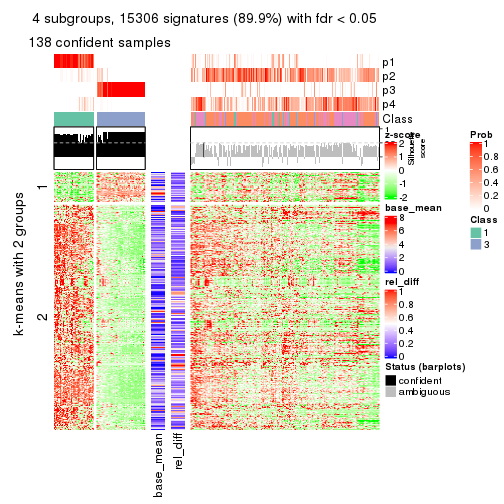 4 subgroups, 15306 signatures (89.9%) with fdr < 0.05
138 confident samples
p1
p2
p3
p4
Class
1
Silhouette
score
k-means with 2 groups
1
2
base_mean
rel_diff
z-score
2
1
0
-1
-2
base_mean
8
6
4
2
0
rel_diff
1
0.8
0.6
0.4
0.2
0
Status (barplots)
confident
ambiguous
Prob
1
0.8
0.6
0.4
0.2
0
Class
1
3